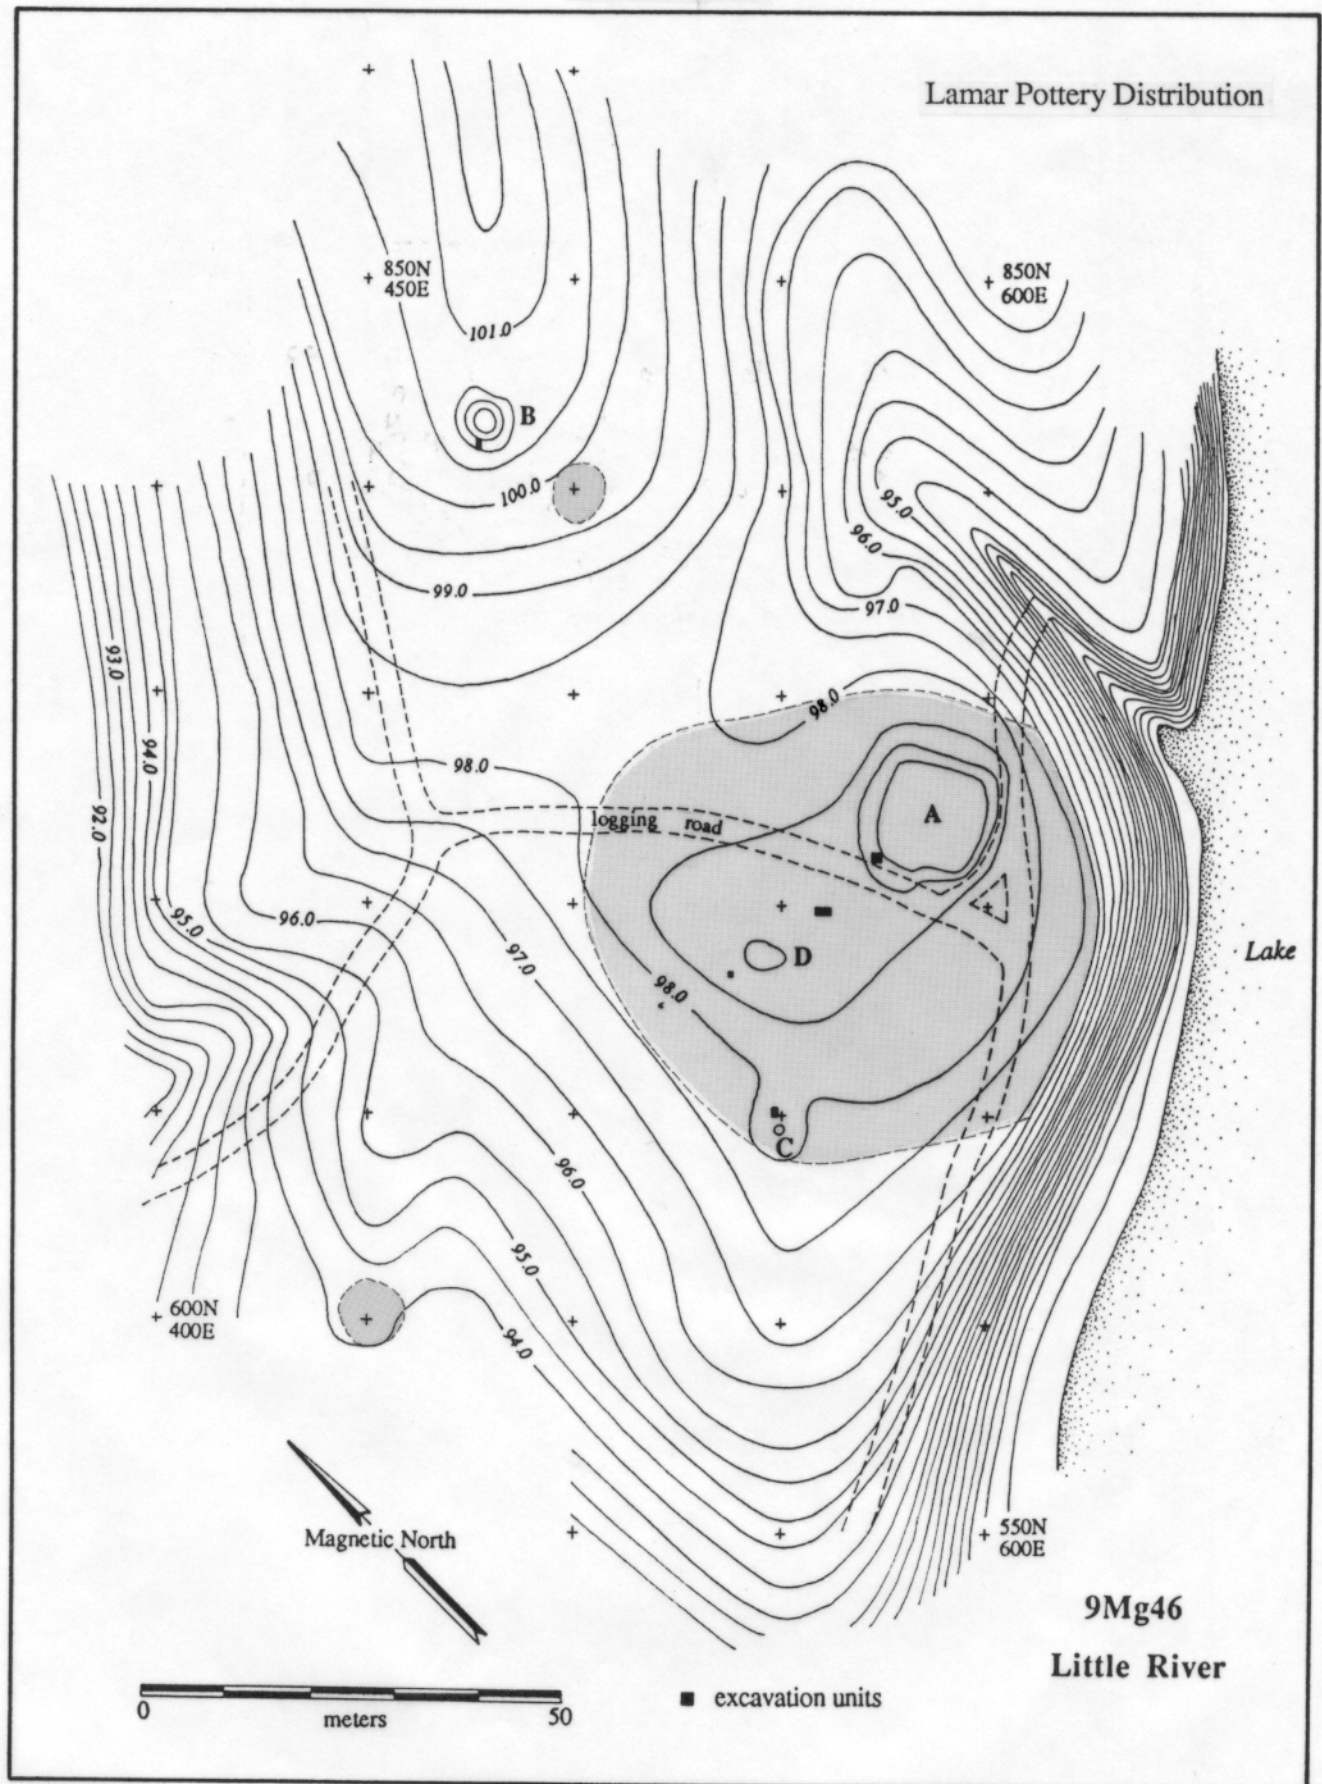 Lamar Pottery Distribution
850N
450E
850N
600E
101.0
B
100.0
95.0
96.0
99.0
97.0
93.0
98.0
94.0
98.0
92.0
logging road
A
95.0
96.0
97.0
D
98.0
Lake
C
96.0
95.0
600N
400E
94.0
Magnetic North
550N
600E
9Mg46
Little River
0
meters
50
excavation units